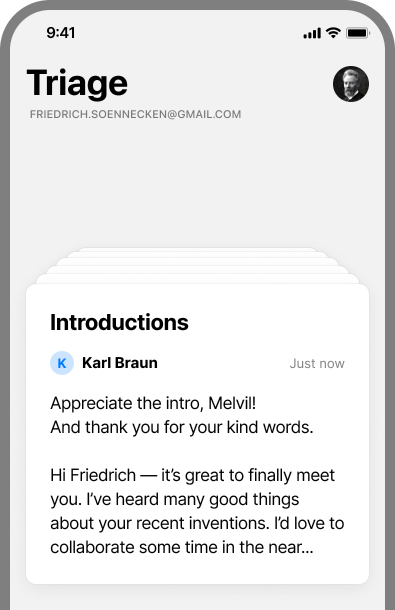 9:41
Triage
FRIEDRICH.SOENNECKEN@GMAIL.COM
Introductions
K Karl Braun Just now
Appreciate the intro, Melvil!
And thank you for your kind words.
Hi Friedrich — it’s great to finally meet
you. I’ve heard many good things
about your recent inventions. I’d love to
collaborate some time in the near...